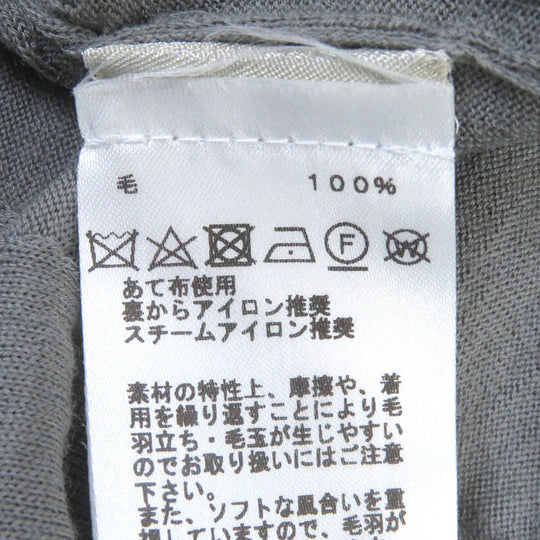 毛 100%
F W
あて布使用
裏からアイロン推奨
スチームアイロン推奨
素材の特性上、摩擦や、着
用を繰り返すことにより毛
羽立ち・毛玉が生じやすい
のでお取り扱いにはご注意
下さい。
また、ソフトな風合いを重
視していますので、毛羽が